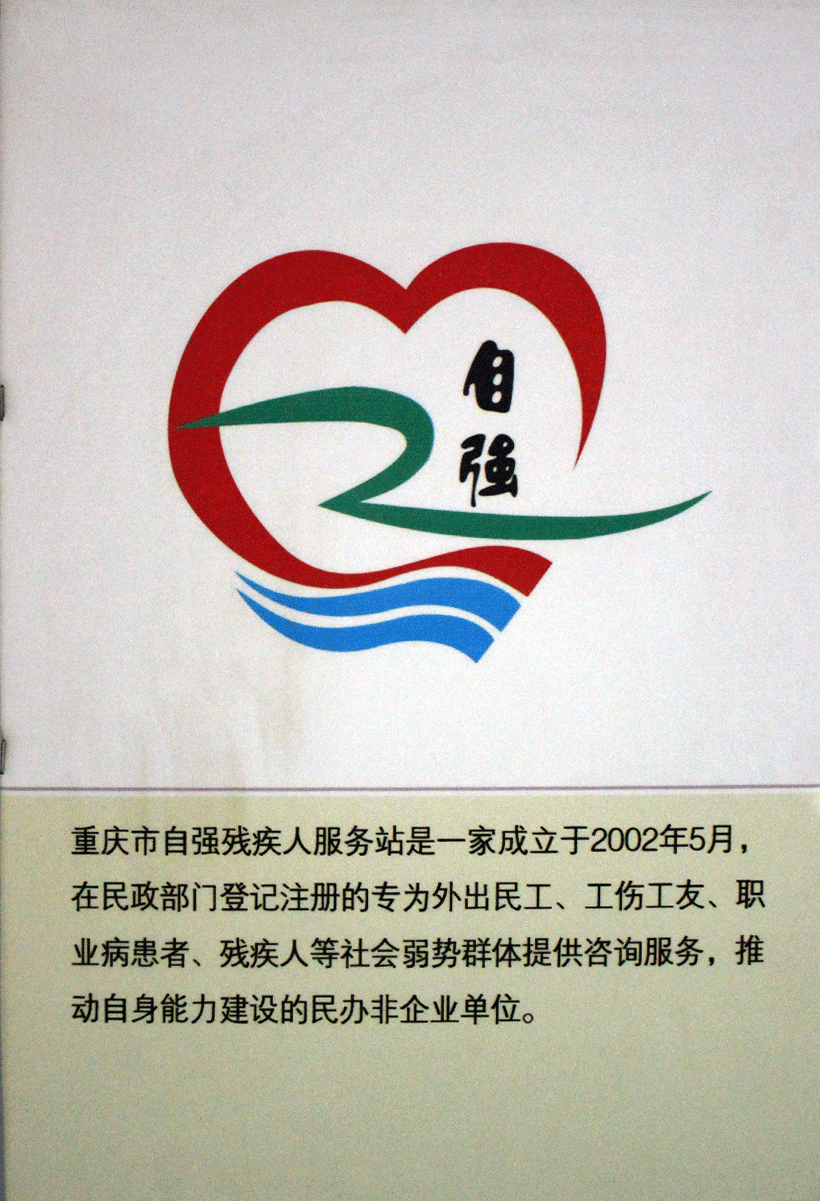 自
强
重庆市自强残疾人服务站是一家成立于2002年5月，
在民政部门登记注册的专为外出民工、工伤工友、职
业病患者、残疾人等社会弱势群体提供咨询服务，推
动自身能力建设的民办非企业单位。